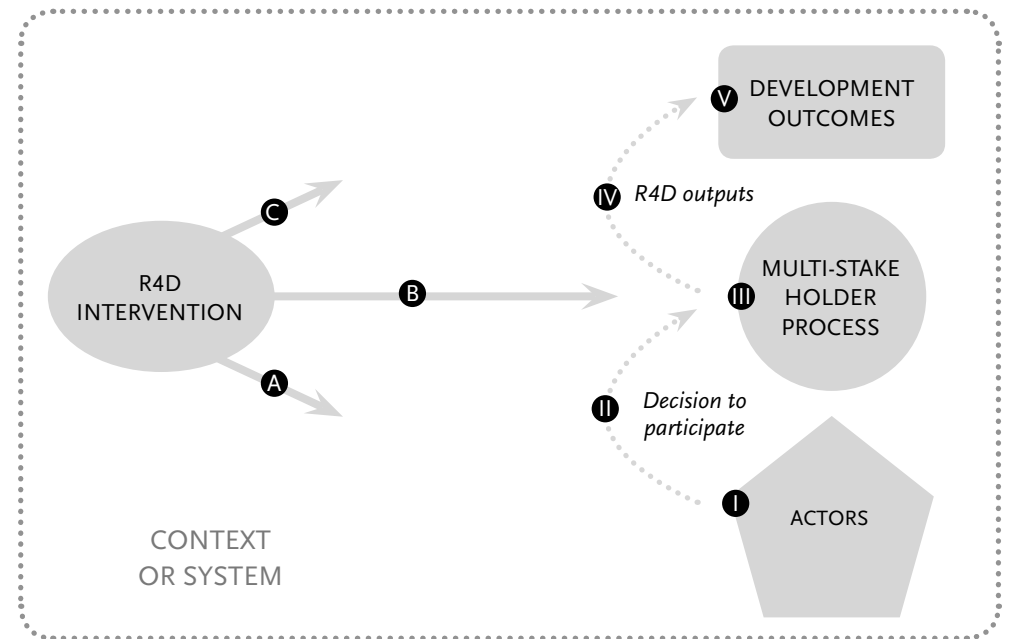 V
DEVELOPMENT
OUTCOMES
IV
R4D outputs
C
R4D
INTERVENTION
B
III
MULTI-STAKE
HOLDER
PROCESS
A
II
Decision to
participate
I
ACTORS
CONTEXT
OR SYSTEM